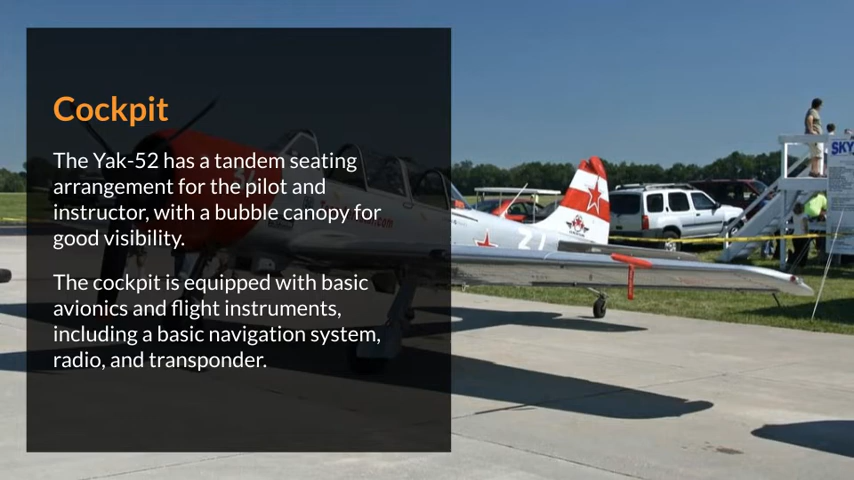 Cockpit
The Yak-52 has a tandem seating
arrangement for the pilot and
instructor, with a bubble canopy for
good visibility.
The cockpit is equipped with basic
avionics and flight instruments,
including a basic navigation system,
radio, and transponder.
SKY
21